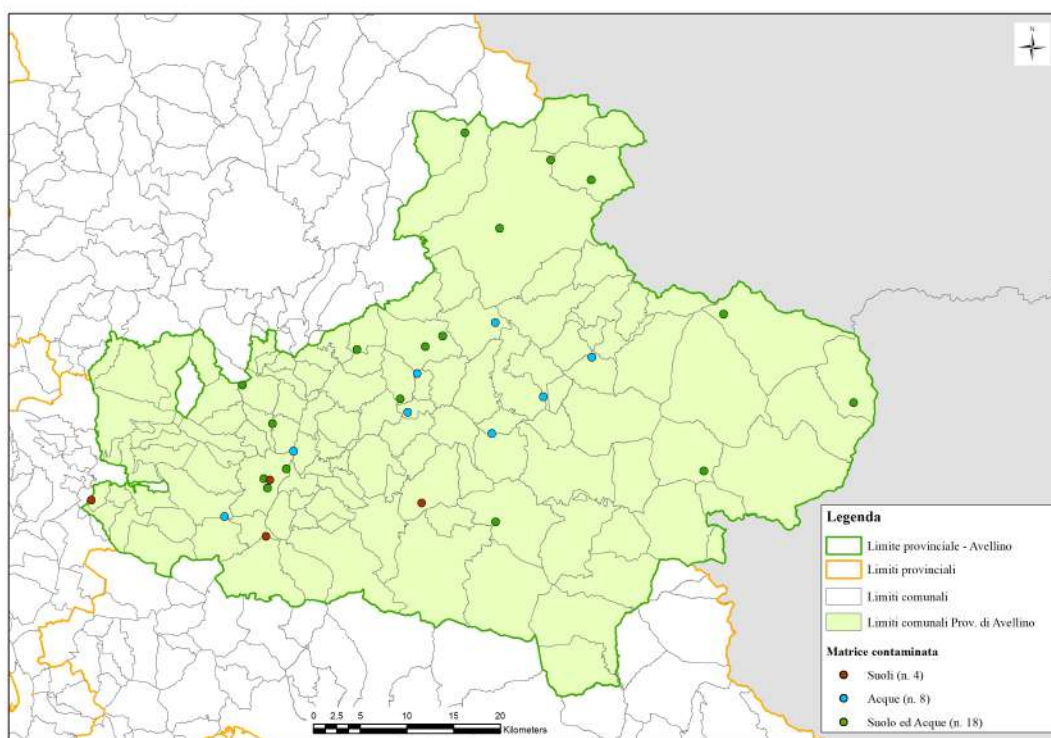 N
Legenda
Limite provinciale - Avellino
Limiti provinciali
Limiti comunali
Limiti comunali Prov. di Avellino
Matrice contaminata
Suoli (n. 4)
Acque (n. 8)
Suolo ed Acque (n. 18)
0 2,5 5 10 15 20
Kilometers